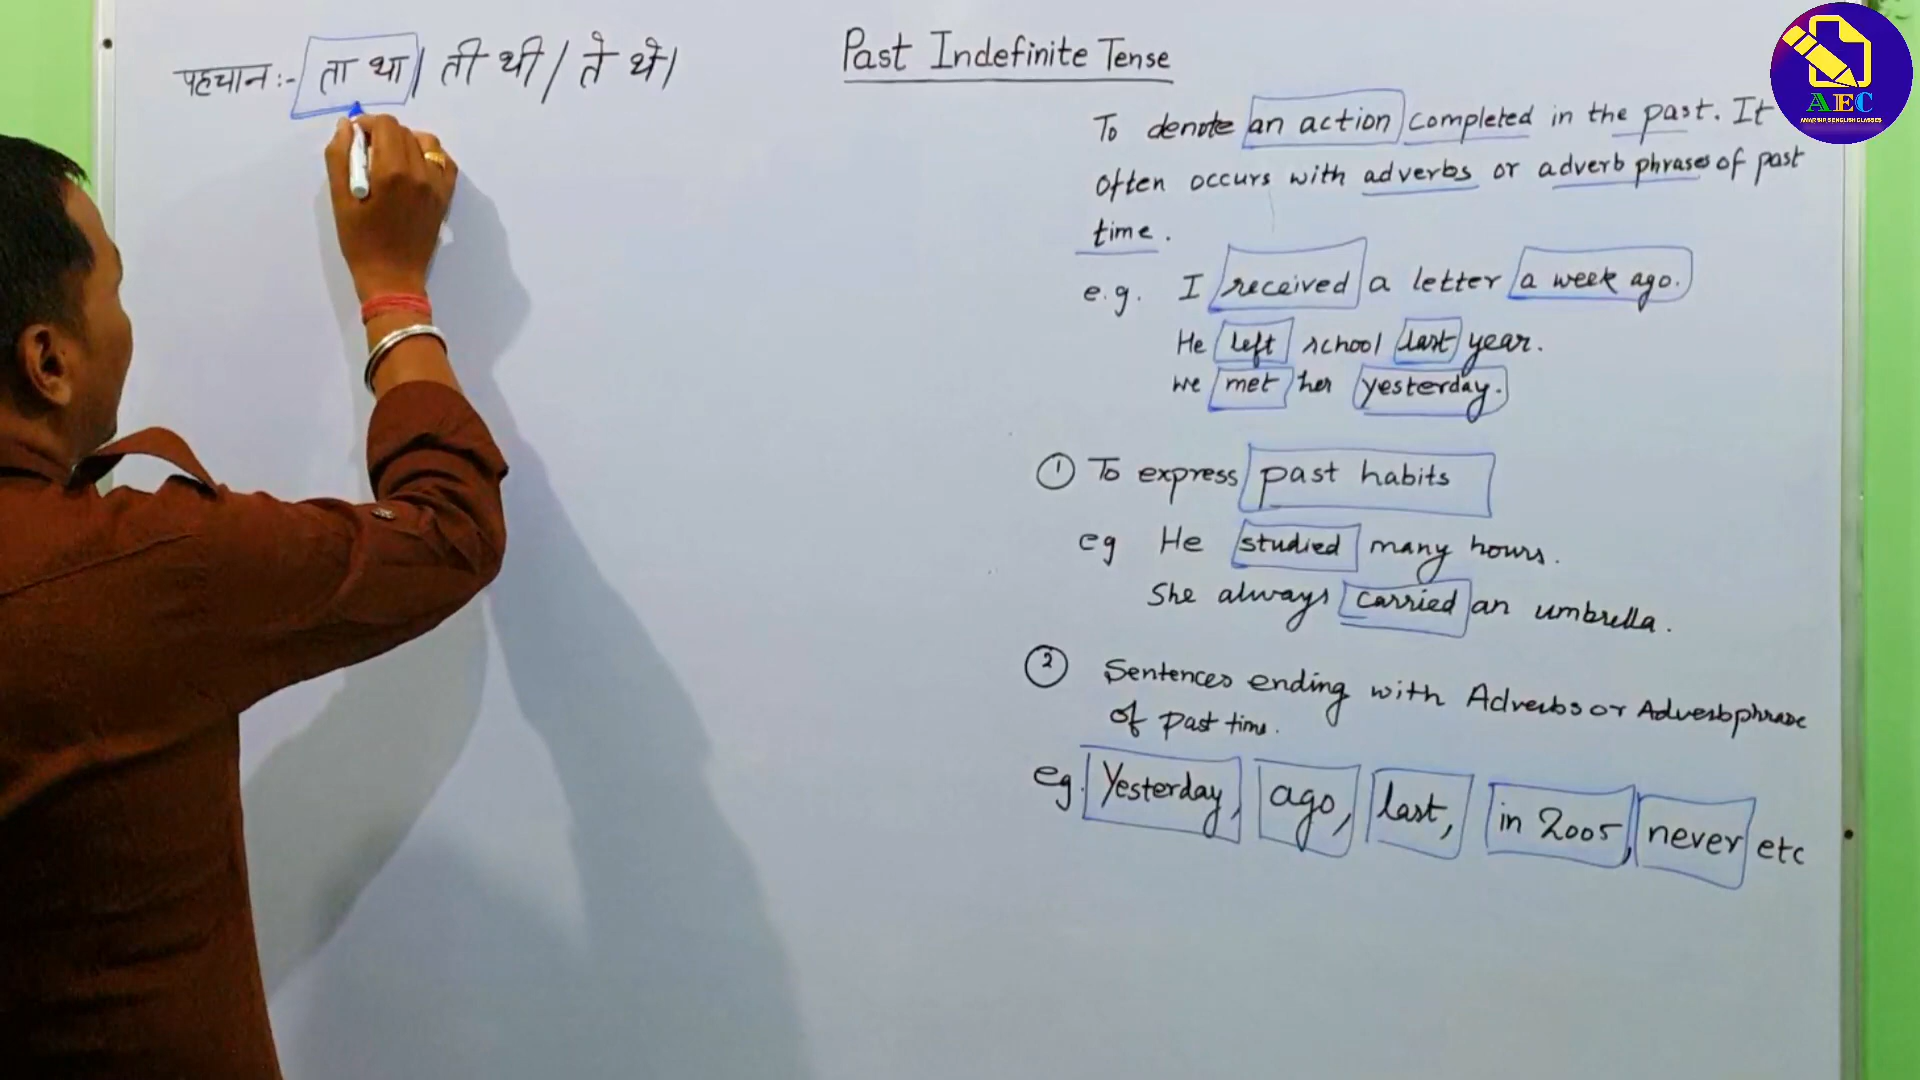 पहचान :- ता था / ती थी / ते थे।
Past Indefinite Tense
To denote an action completed in the past. It
often occurs with adverbs or adverb phrases of past
time.
e.g. I received a letter a week ago.
He left school last year.
we met her yesterday.
① To express past habits
eg He studied many hours.
She always carried an umbrella.
② Sentences ending with Adverbs or Adverb phrase
of past time.
eg. Yesterday, ago, last, in 2005, never etc
AEC